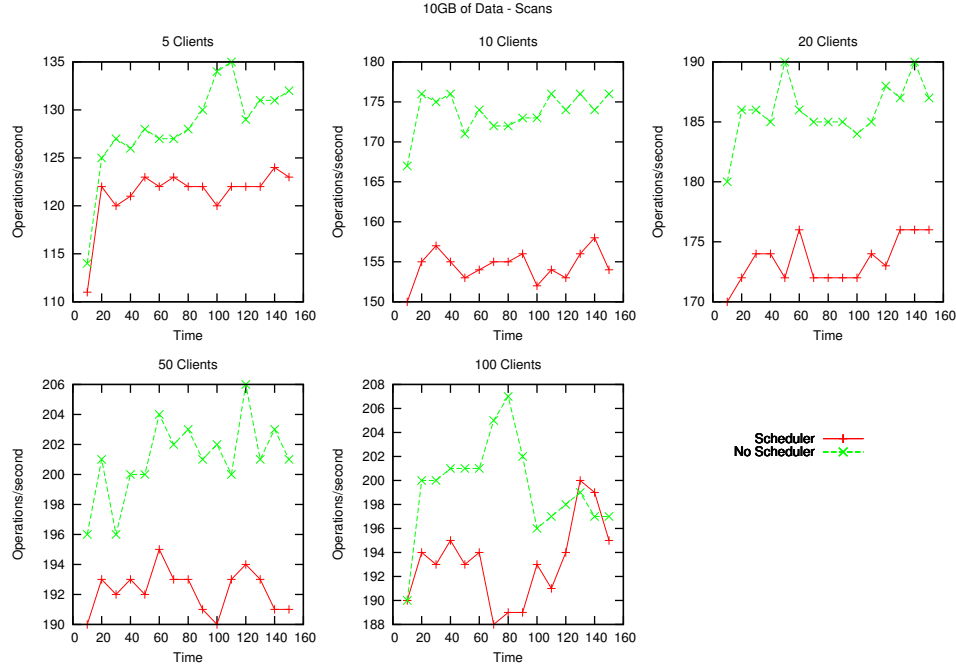 10GB of Data - Scans
5 Clients
135
130
125
120
115
110
Operations/second
0 20 40 60 80 100 120 140 160
Time
10 Clients
180
175
170
165
160
155
150
Operations/second
0 20 40 60 80 100 120 140 160
Time
20 Clients
190
185
180
175
170
Operations/second
0 20 40 60 80 100 120 140 160
Time
50 Clients
206
204
202
200
198
196
194
192
190
Operations/second
0 20 40 60 80 100 120 140 160
Time
100 Clients
208
206
204
202
200
198
196
194
192
190
188
Operations/second
0 20 40 60 80 100 120 140 160
Time
Scheduler
No Scheduler